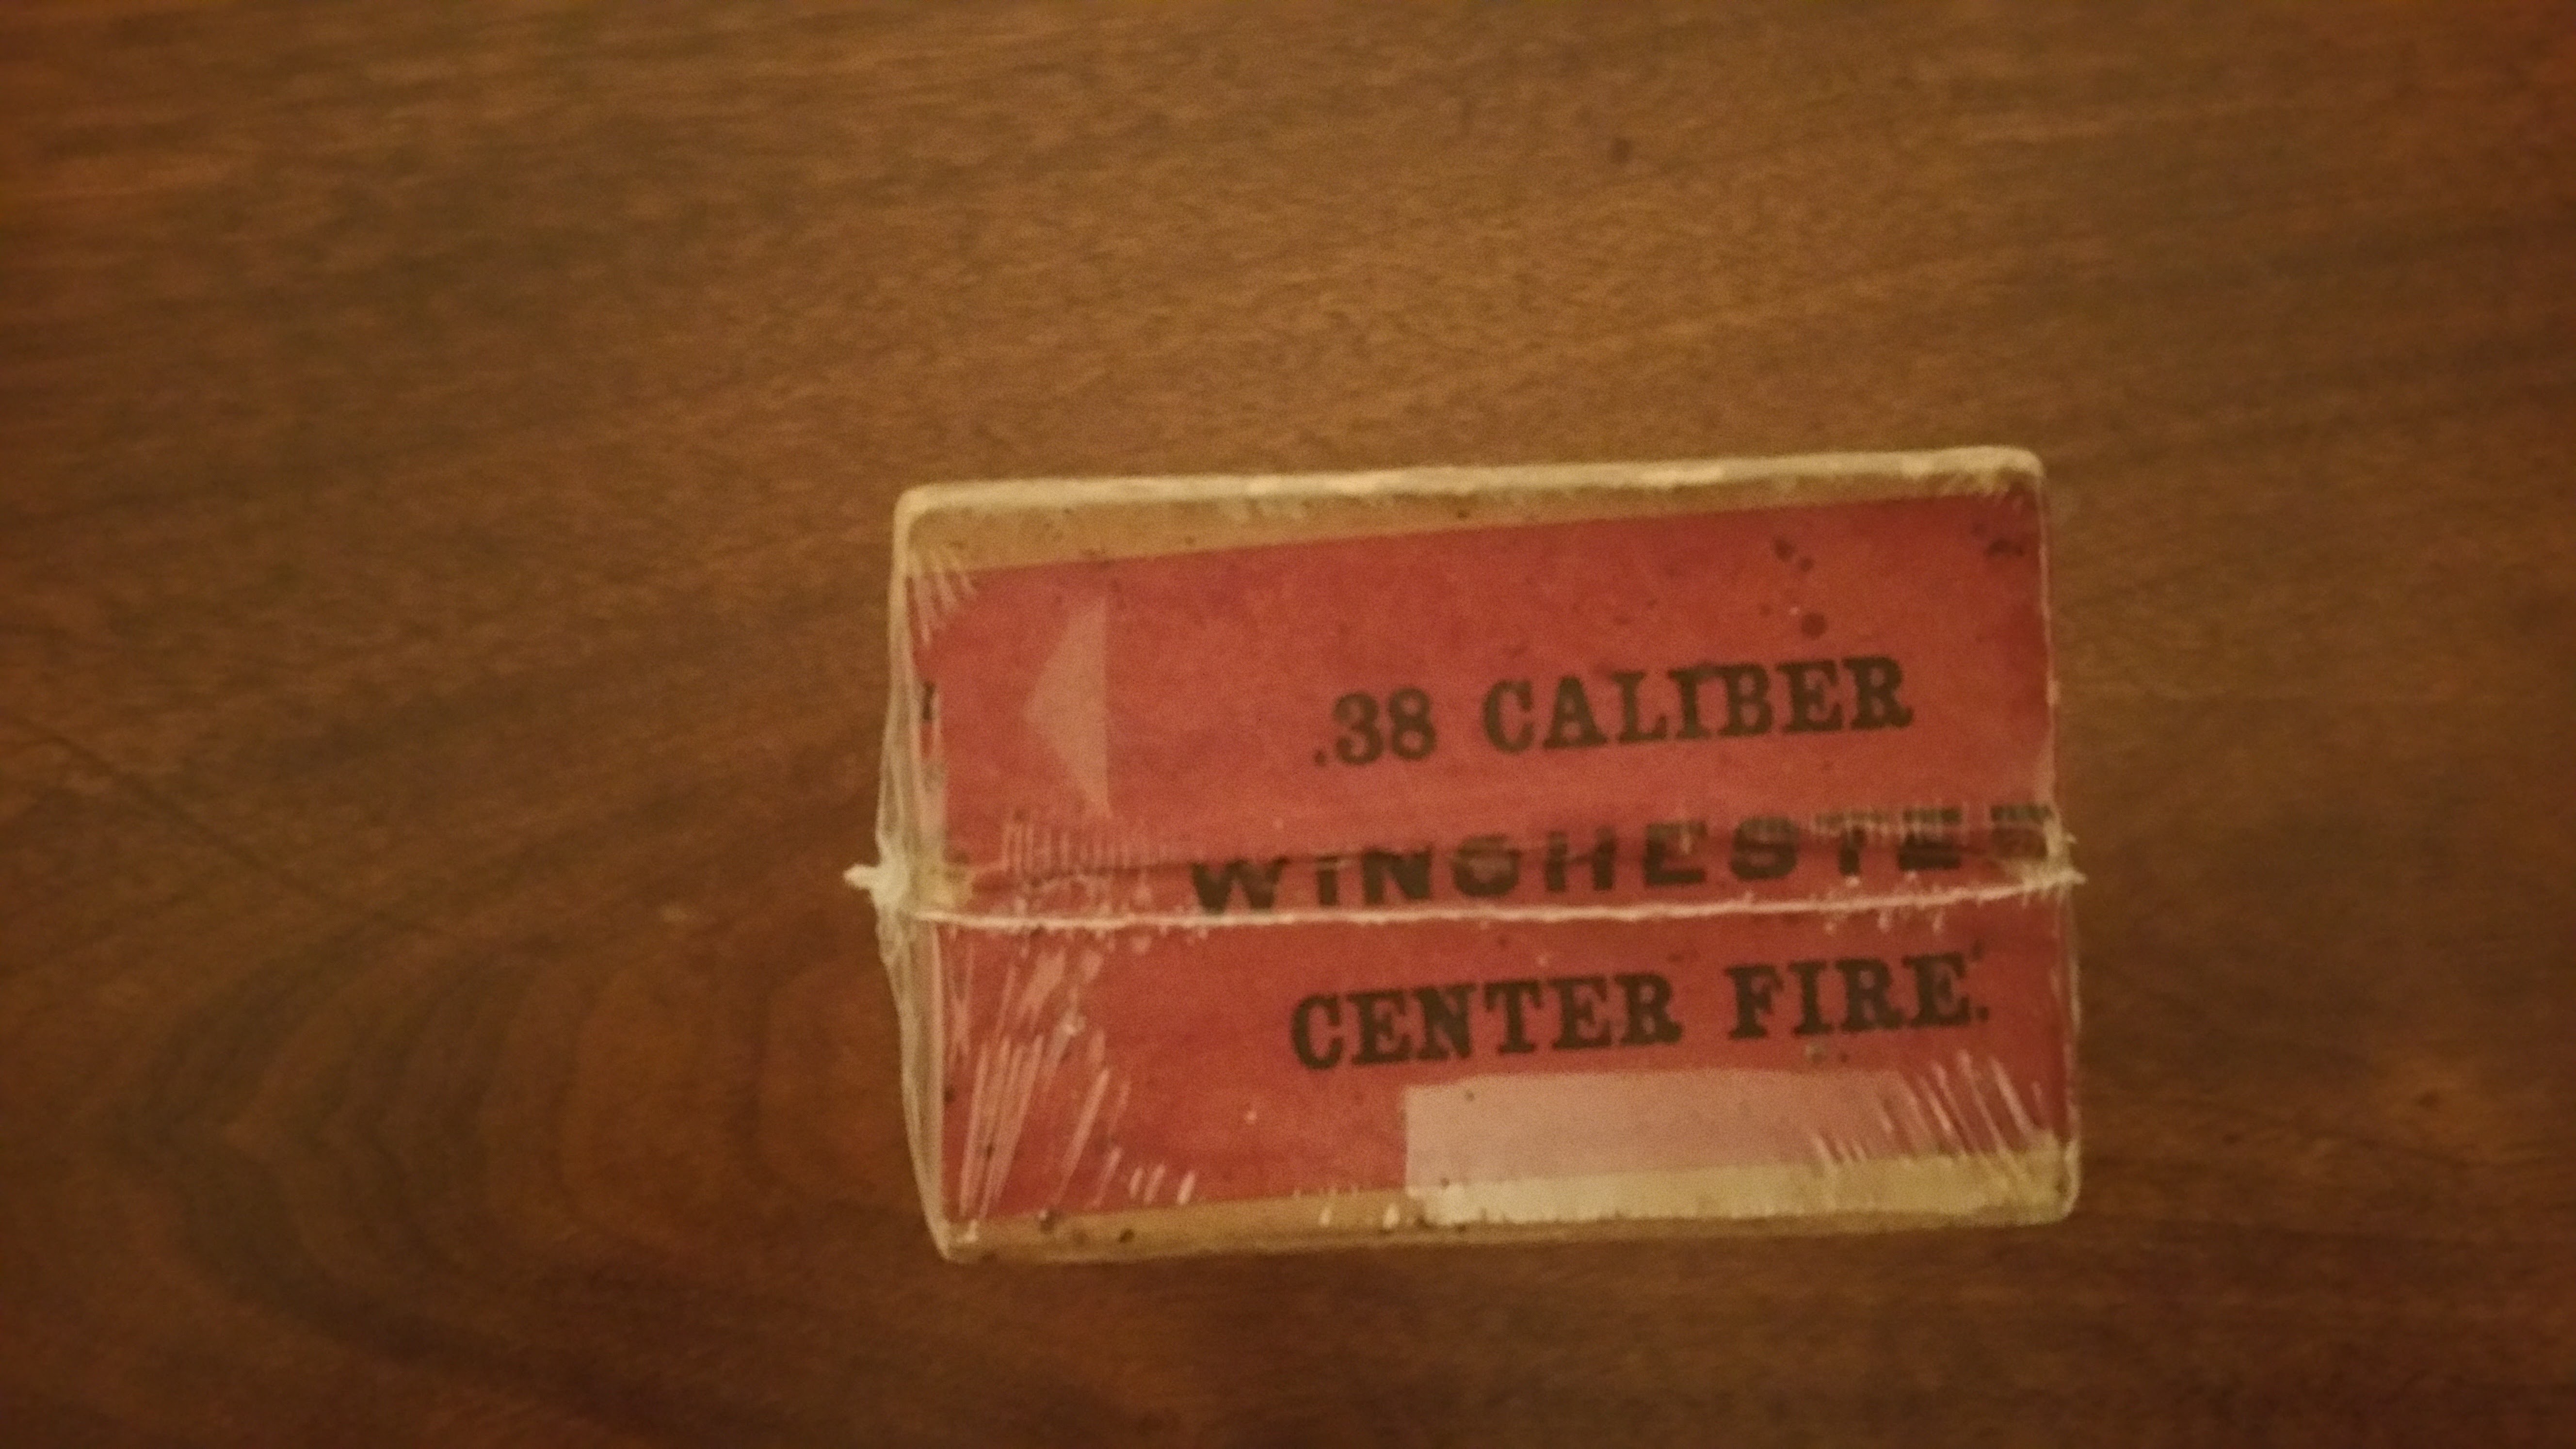 .38 CALIBER
WINCHESTER
CENTER FIRE.